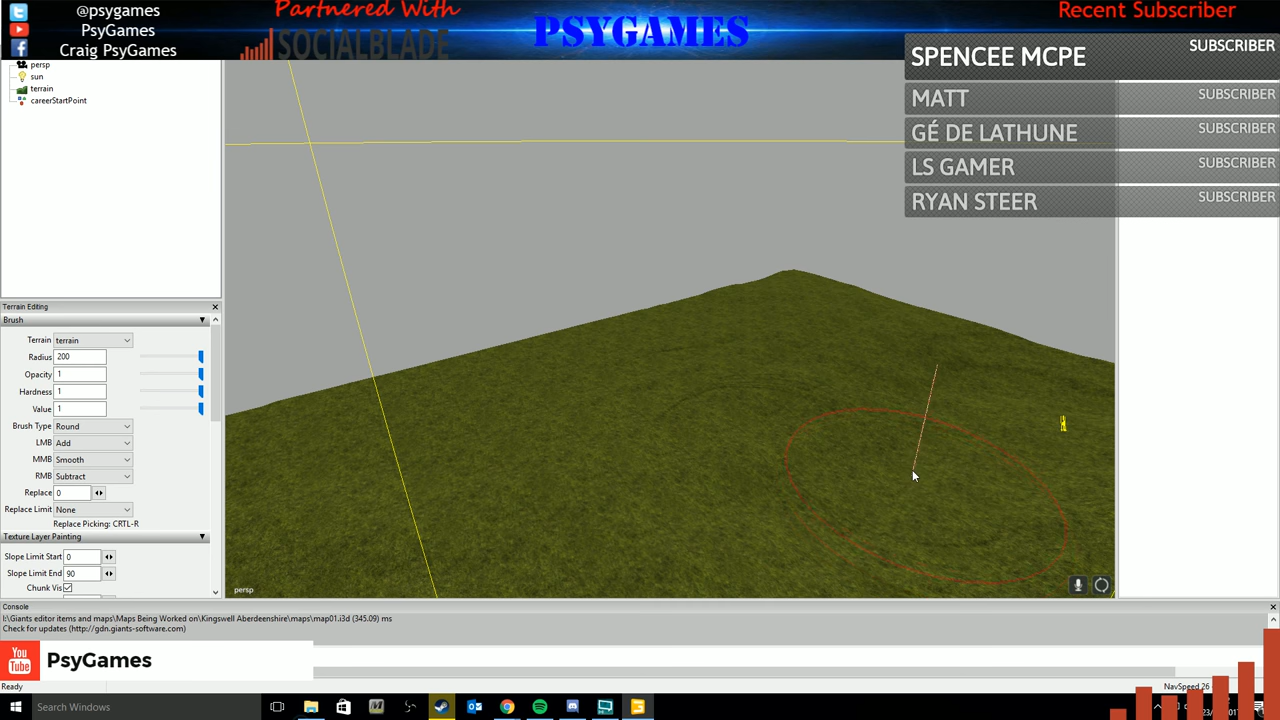 @psygames
PsyGames
Craig PsyGames
Partnered With
SOCIALBLADE
PSYGAMES
Recent Subscriber
SPENCEE MCPE SUBSCRIBER
MATT SUBSCRIBER
GÉ DE LATHUNE SUBSCRIBER
LS GAMER SUBSCRIBER
RYAN STEER SUBSCRIBER
persp
sun
terrain
careerStartPoint
Terrain Editing
Brush
Terrain terrain
Radius 200
Opacity 1
Hardness 1
Value 1
Brush Type Round
LMB Add
MMB Smooth
RMB Subtract
Replace 0
Replace Limit None
Replace Picking: CRTL-R
Texture Layer Painting
Slope Limit Start 0
Slope Limit End 90
Chunk Vis
persp
Console
I:\Giants editor items and maps\Maps Being Worked on\Kingswell Aberdeenshire\maps\map01.i3d (345.09) ms
Check for updates (http://gdn.giants-software.com)
You
Tube
PsyGames
Ready
NavSpeed 26
Search Windows